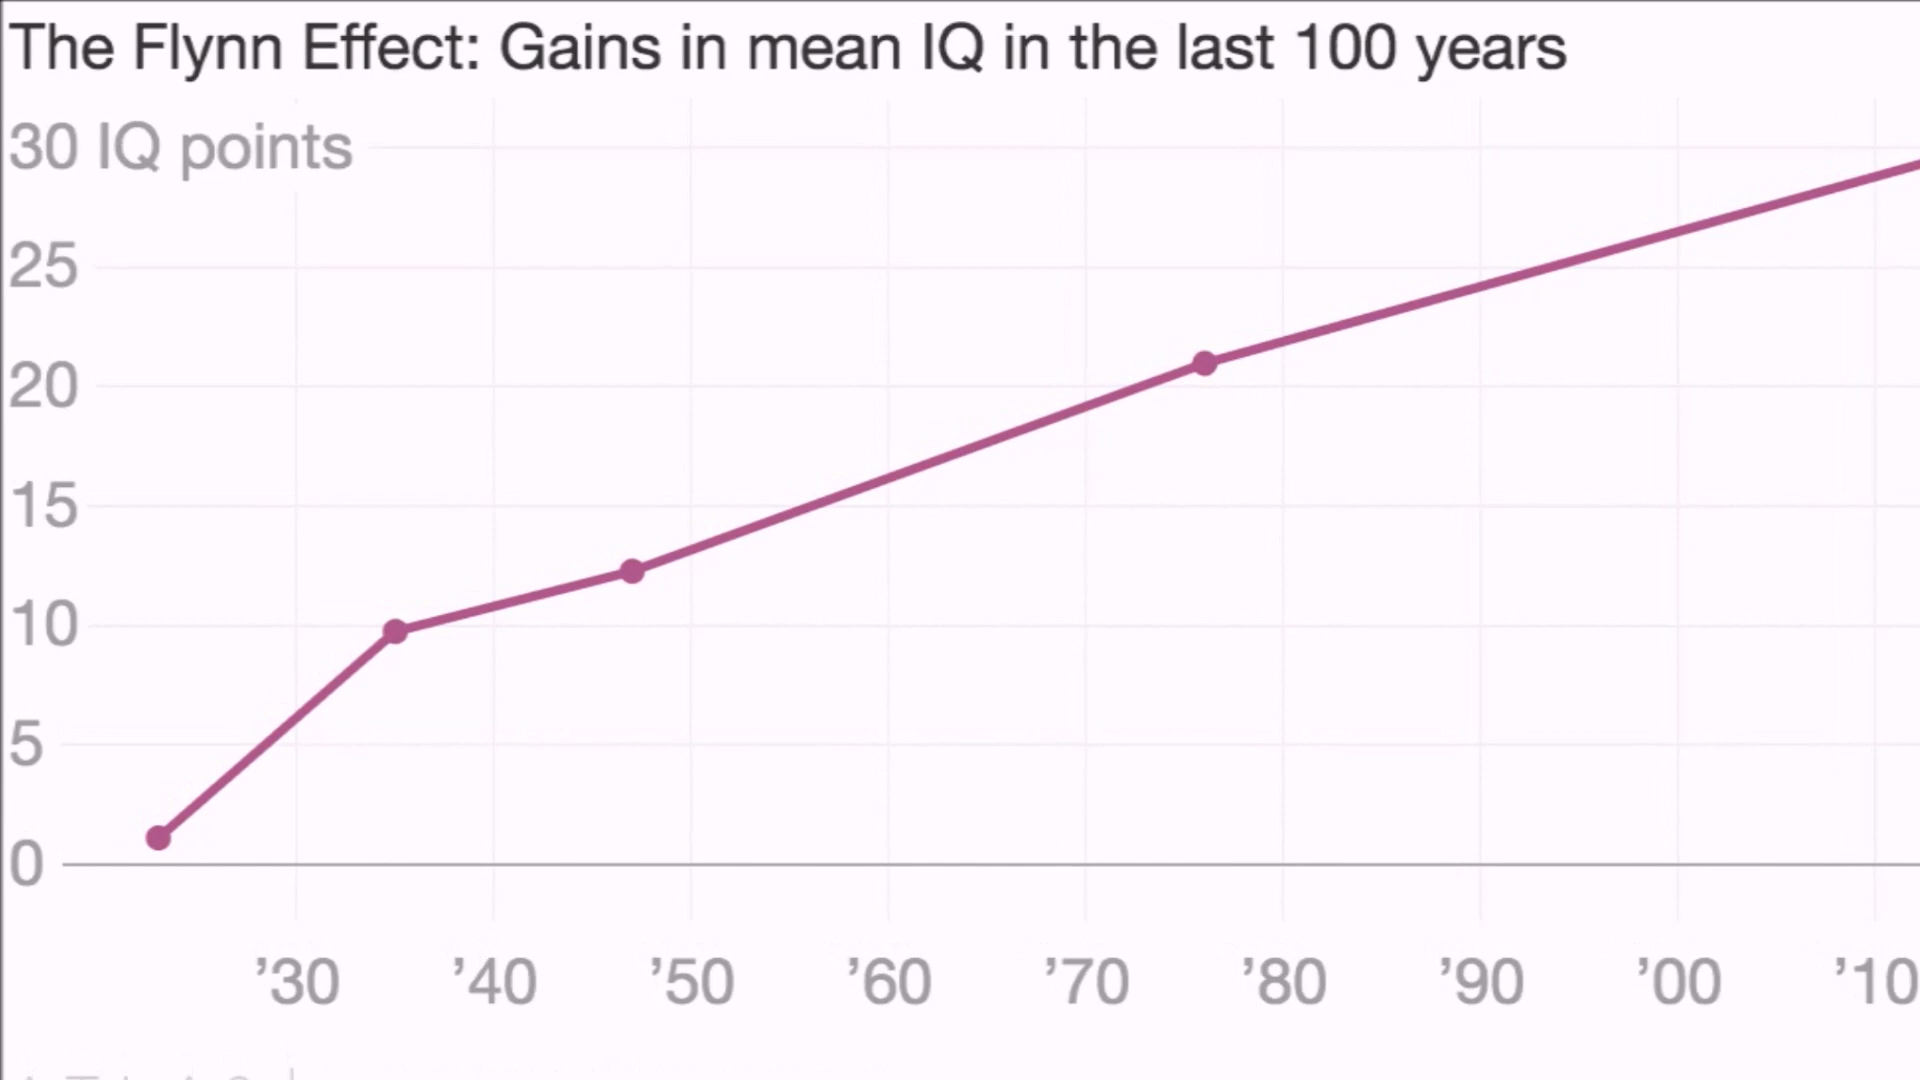 The Flynn Effect: Gains in mean IQ in the last 100 years
30 IQ points
25
20
15
10
5
0
’30 ’40 ’50 ’60 ’70 ’80 ’90 ’00 ’10